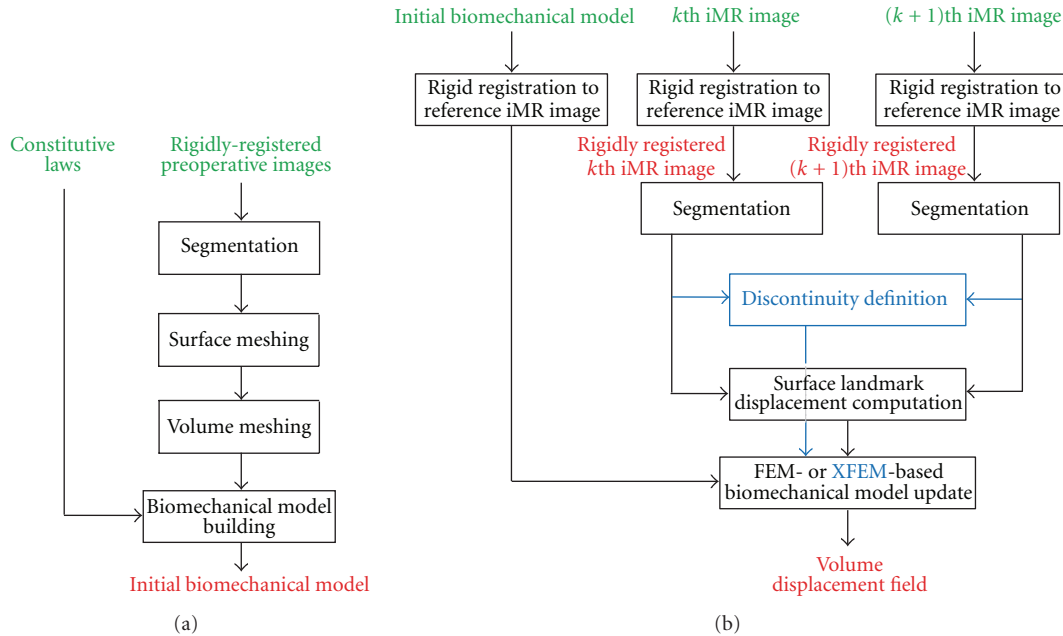 Constitutive
laws
Rigidly-registered
preoperative images
Segmentation
Surface meshing
Volume meshing
Biomechanical model
building
Initial biomechanical model
(a)
Initial biomechanical model
kth iMR image
(k + 1)th iMR image
Rigid registration to
reference iMR image
Rigid registration to
reference iMR image
Rigid registration to
reference iMR image
Rigidly registered
kth iMR image
Rigidly registered
(k + 1)th iMR image
Segmentation
Segmentation
Discontinuity definition
Surface landmark
displacement computation
FEM- or XFEM-based
biomechanical model update
Volume
displacement field
(b)